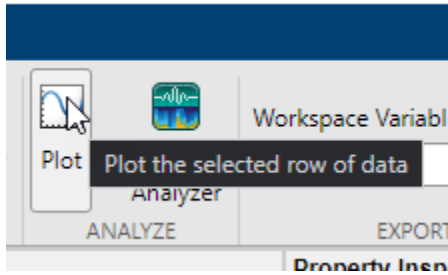 Workspace Variabl
Plot
Plot the selected row of data
Analyzer
ANALYZE
EXPORT
Property Insp